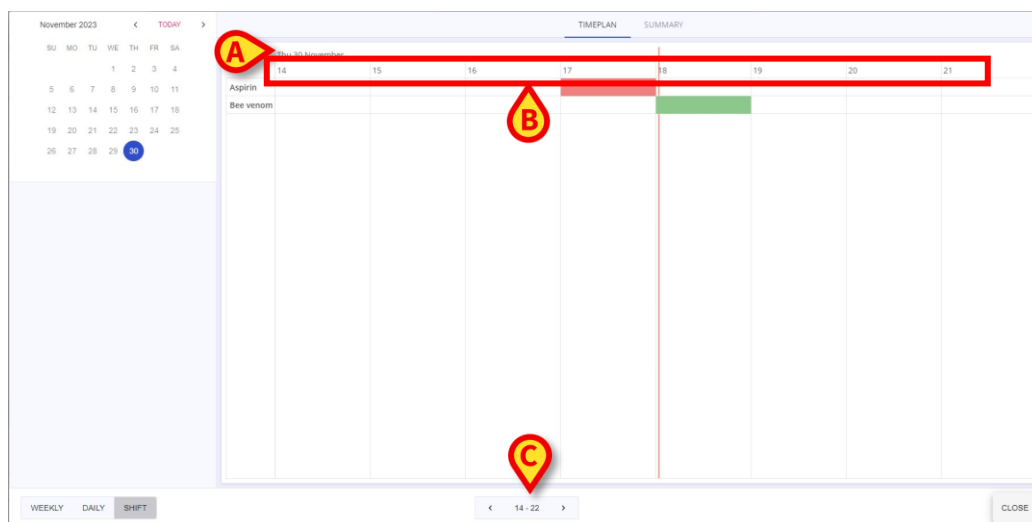 November 2023 < TODAY >
SU MO TU WE TH FR SA
1 2 3 4
5 6 7 8 9 10 11
12 13 14 15 16 17 18
19 20 21 22 23 24 25
26 27 28 29 30
TIMEPLAN SUMMARY
A
Thu 30 November
14 15 16 17 18 19 20 21
Aspirin
Bee venom
B
C
WEEKLY DAILY SHIFT
< 14 - 22 >
CLOSE